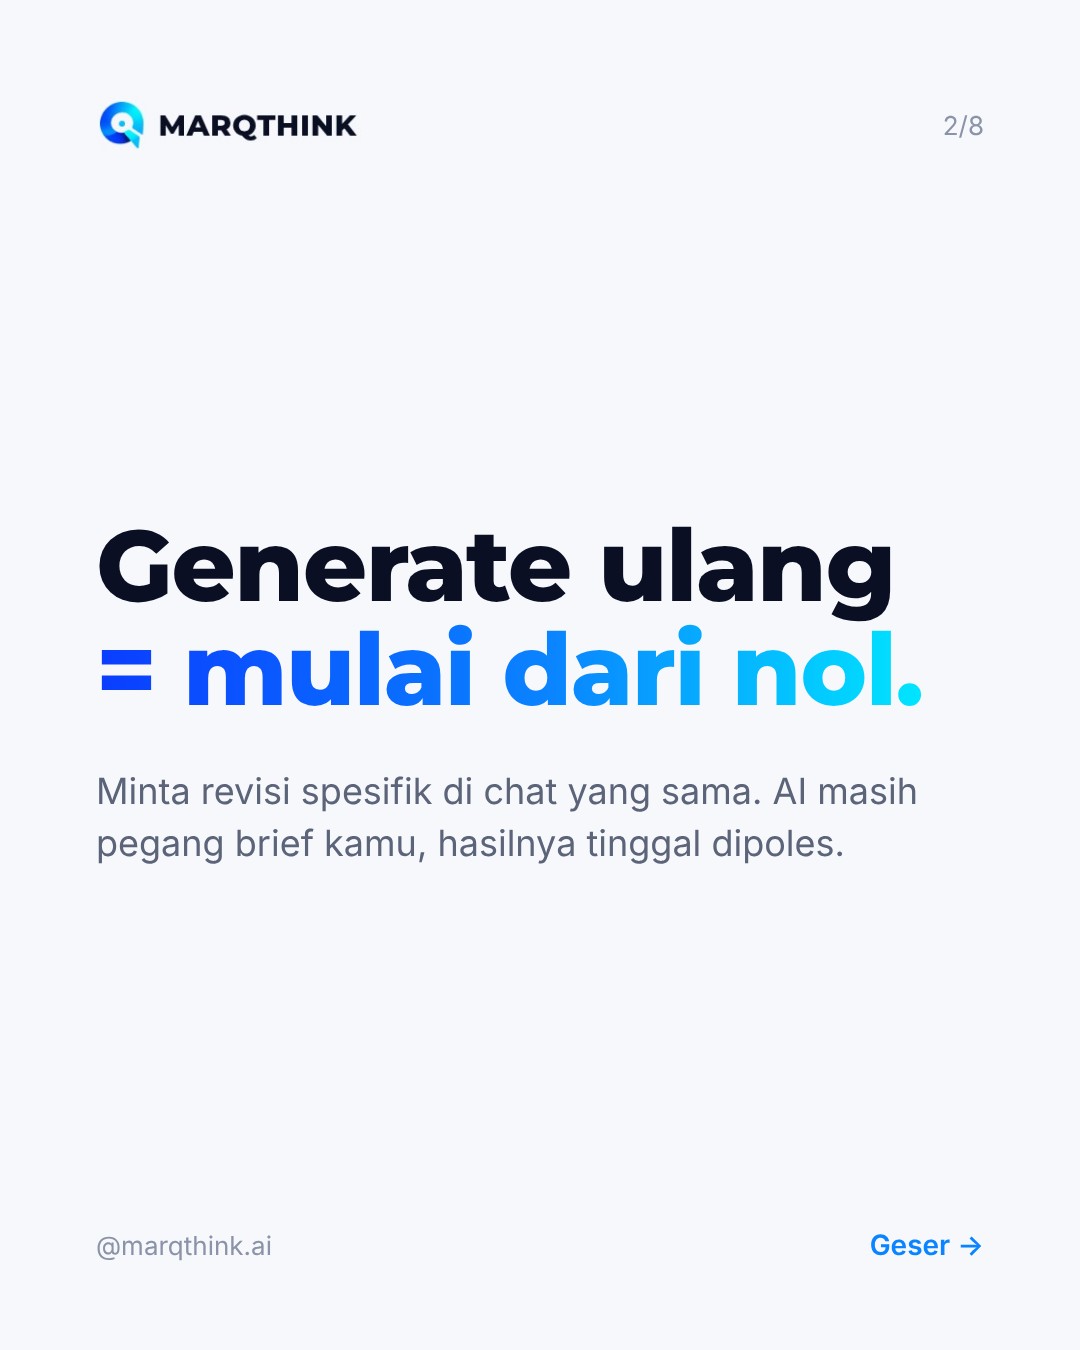 MARQTHINK
2/8
Generate ulang
= mulai dari nol.
Minta revisi spesifik di chat yang sama. AI masih
pegang brief kamu, hasilnya tinggal dipoles.
@marqthink.ai
Geser →